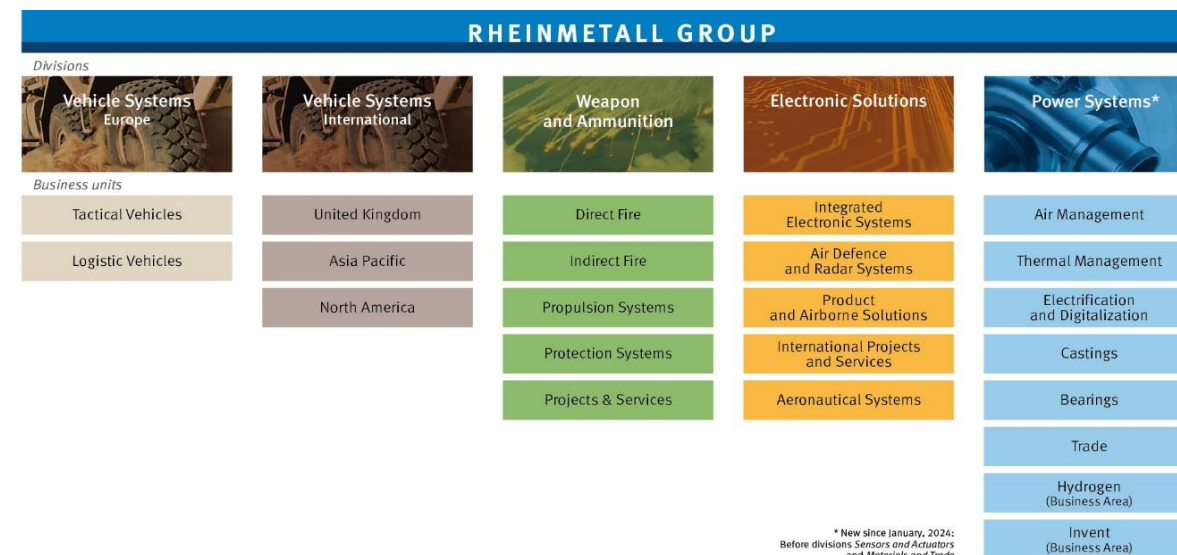 RHEINMETALL GROUP
Divisions
Vehicle Systems
Europe
Vehicle Systems
International
Weapon
and Ammunition
Electronic Solutions
Power Systems*
Business units
Tactical Vehicles
Logistic Vehicles
United Kingdom
Asia Pacific
North America
Direct Fire
Indirect Fire
Propulsion Systems
Protection Systems
Projects & Services
Integrated
Electronic Systems
Air Defence
and Radar Systems
Product
and Airborne Solutions
International Projects
and Services
Aeronautical Systems
Air Management
Thermal Management
Electrification
and Digitalization
Castings
Bearings
Trade
Hydrogen
(Business Area)
Invent
(Business Area)
* New since January, 2024:
Before divisions Sensors and Actuators
and Materials and Trade